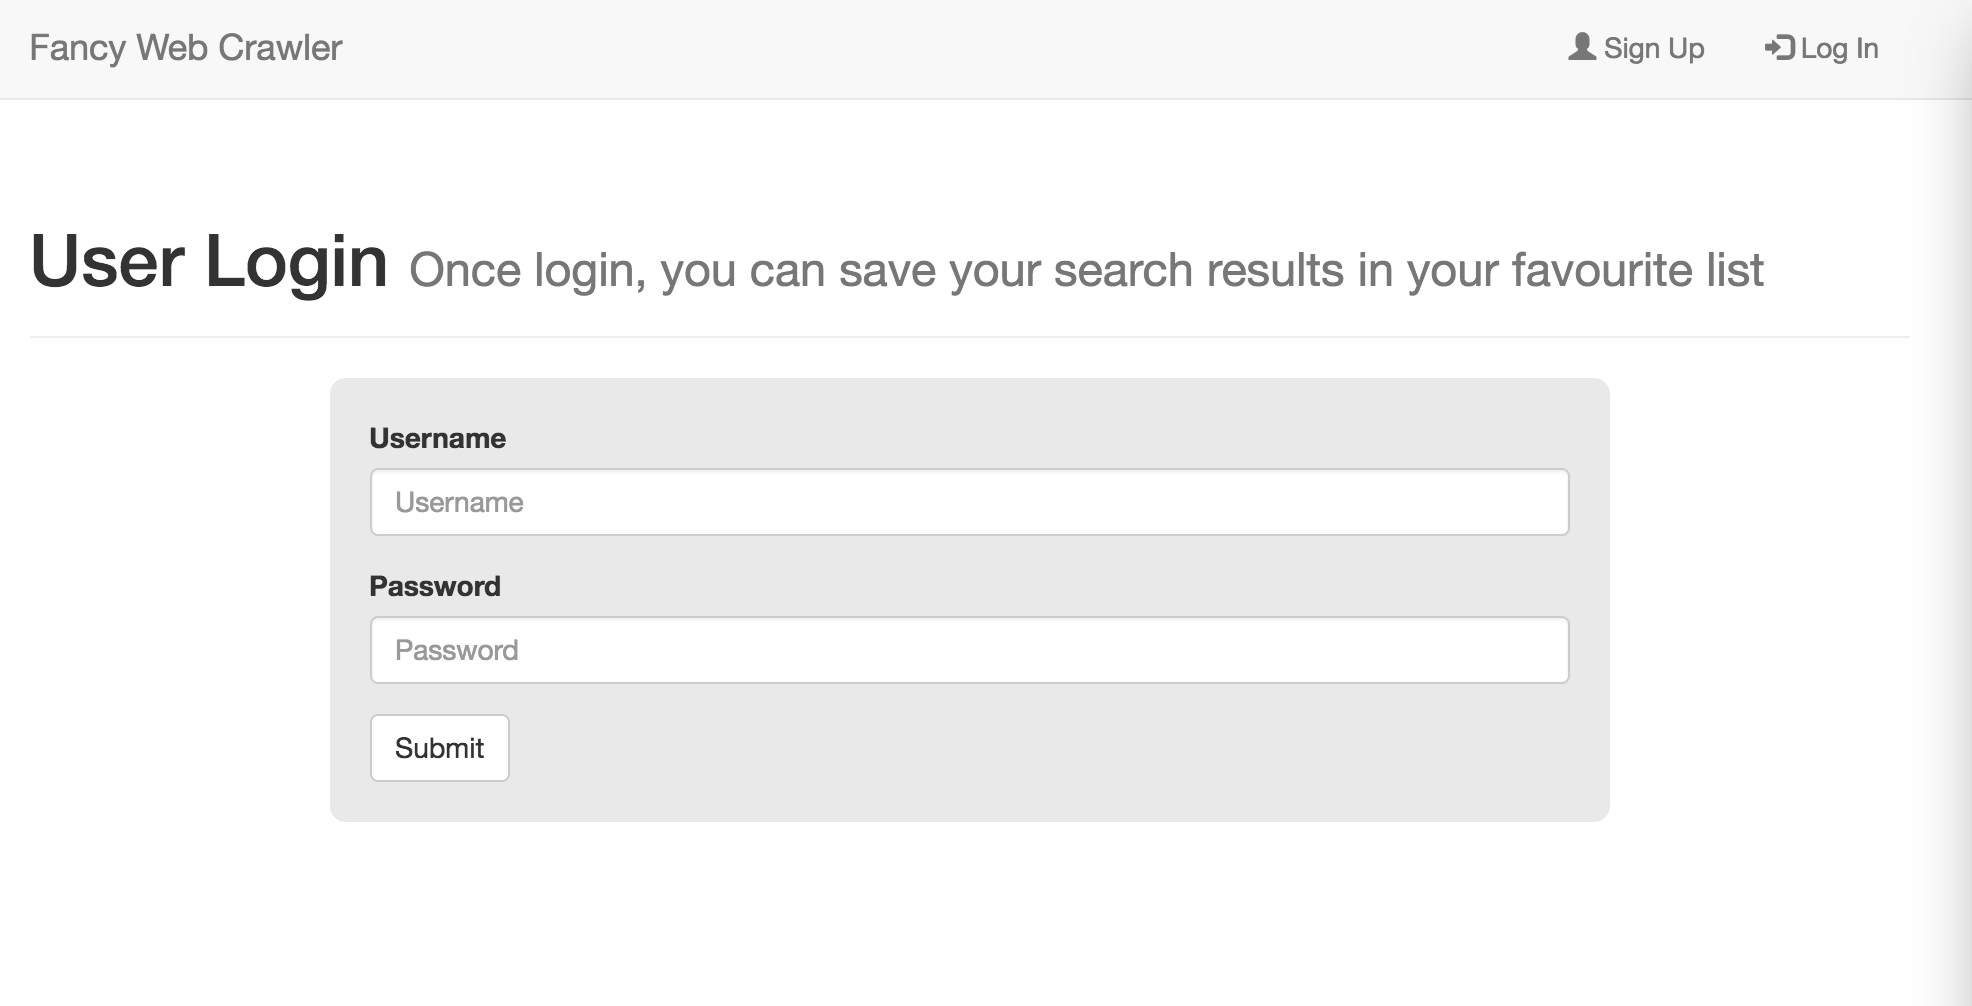 Fancy Web Crawler
Sign Up
Log In
User Login Once login, you can save your search results in your favourite list
Username
Username
Password
Password
Submit